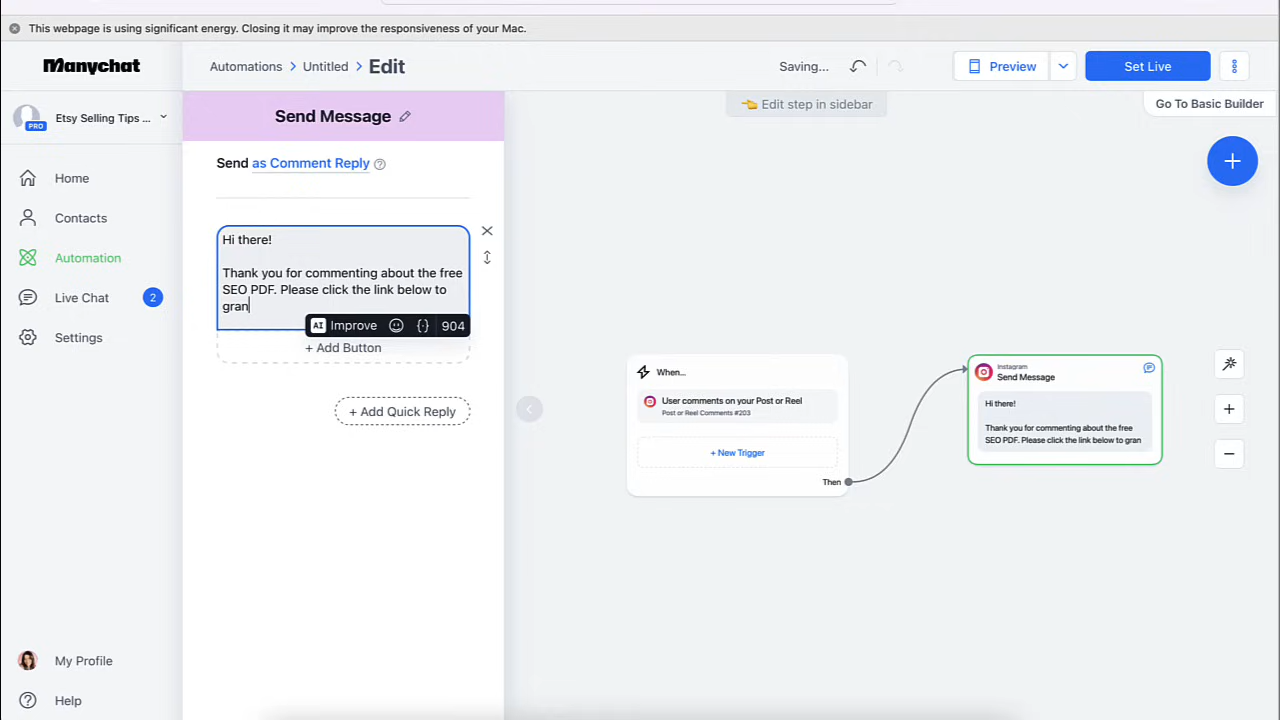 This webpage is using significant energy. Closing it may improve the responsiveness of your Mac.
Manychat
Automations > Untitled > Edit
Saving...
Preview
Set Live
PRO
Etsy Selling Tips ...
Send Message
👈 Edit step in sidebar
Go To Basic Builder
Home
Contacts
Automation
Live Chat
2
Settings
My Profile
Help
Send as Comment Reply
Hi there!
Thank you for commenting about the free
SEO PDF. Please click the link below to
gran
AI Improve
904
+ Add Button
+ Add Quick Reply
When...
User comments on your Post or Reel
Post or Reel Comments #203
+ New Trigger
Then
Instagram
Send Message
Hi there!
Thank you for commenting about the free
SEO PDF. Please click the link below to gran